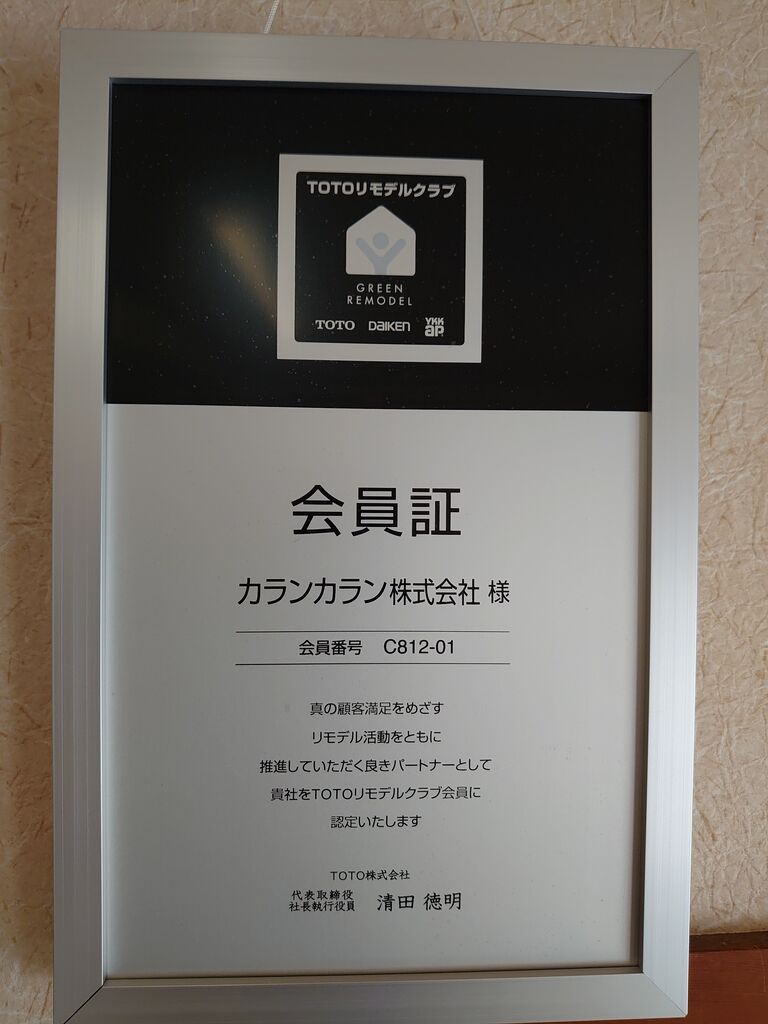 TOTOリモデルクラブ
GREEN
REMODEL
TOTO DAIKEN YKK ap
会員証
カランカラン株式会社 様
会員番号 C812-01
真の顧客満足をめざす
リモデル活動をともに
推進していただく良きパートナーとして
貴社をTOTOリモデルクラブ会員に
認定いたします
TOTO株式会社
代表取締役
社長執行役員 清田 徳明